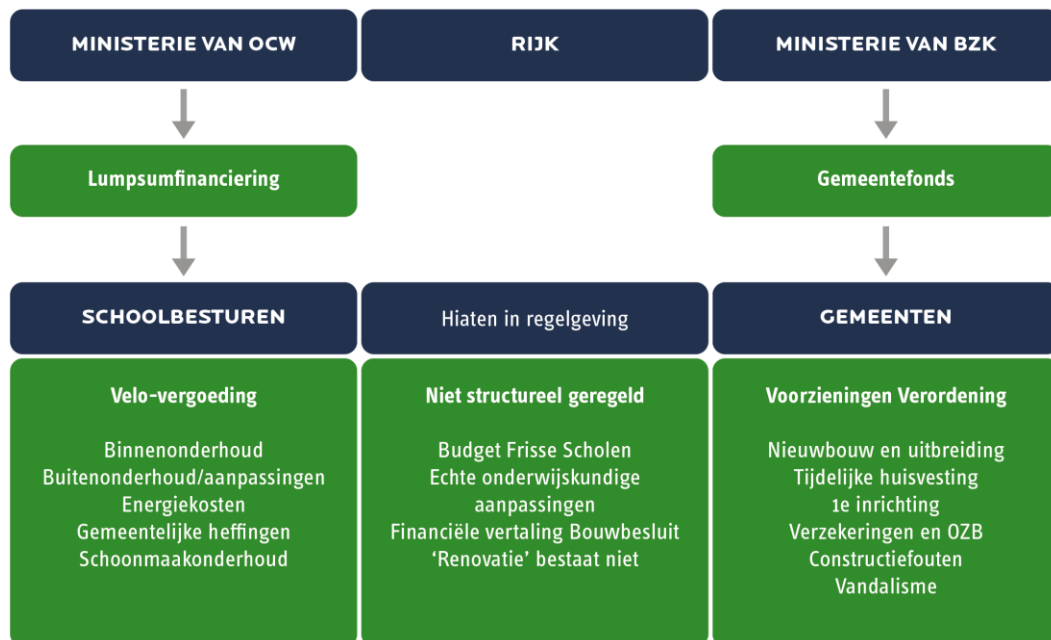 MINISTERIE VAN OCW
RIJK
MINISTERIE VAN BZK
Lumpsumfinanciering
Gemeentefonds
SCHOOLBESTUREN
Hiaten in regelgeving
GEMEENTEN
Velo-vergoeding
Binnenonderhoud
Buitenonderhoud/aanpassingen
Energiekosten
Gemeentelijke heffingen
Schoonmaakonderhoud
Niet structureel geregeld
Budget Frisse Scholen
Echte onderwijskundige
aanpassingen
Financiële vertaling Bouwbesluit
‘Renovatie’ bestaat niet
Voorzieningen Verordening
Nieuwbouw en uitbreiding
Tijdelijke huisvesting
1e inrichting
Verzekeringen en OZB
Constructiefouten
Vandalisme